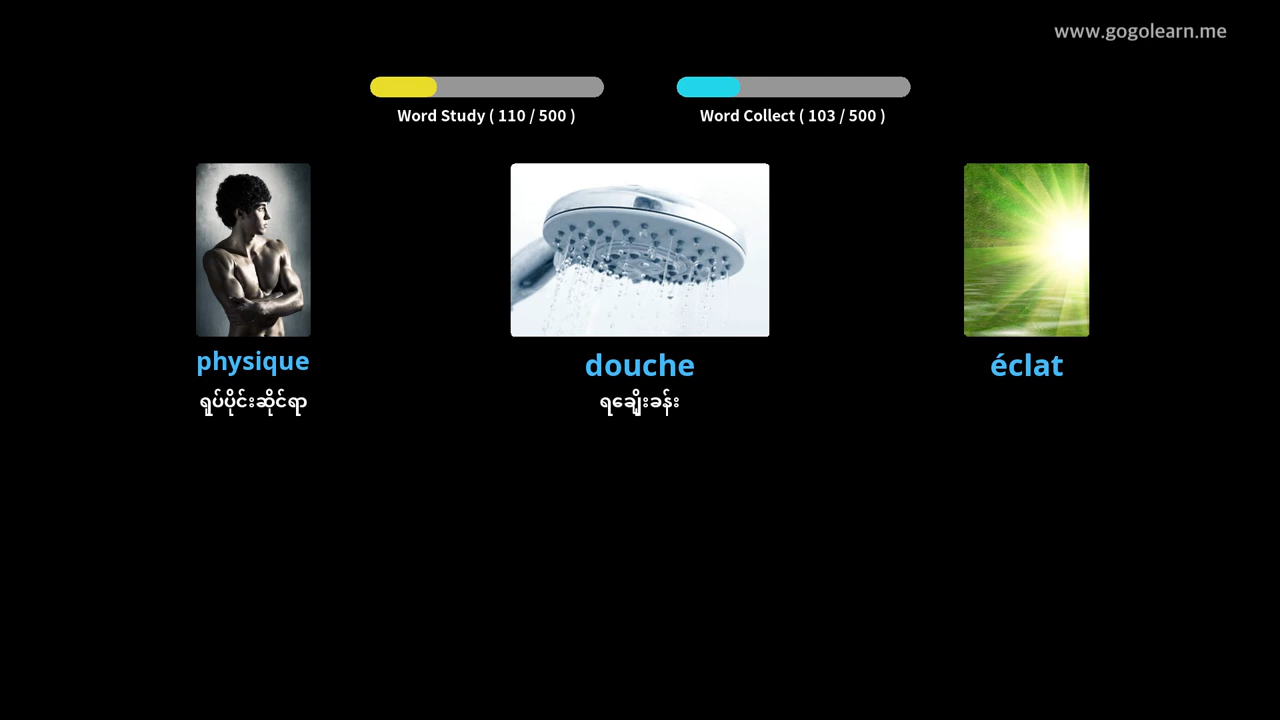 www.gogolearn.me
Word Study ( 110 / 500 )
Word Collect ( 103 / 500 )
physique
douche
éclat
ရုပ်ပိုင်းဆိုင်ရာ
ရေချိုးခန်း